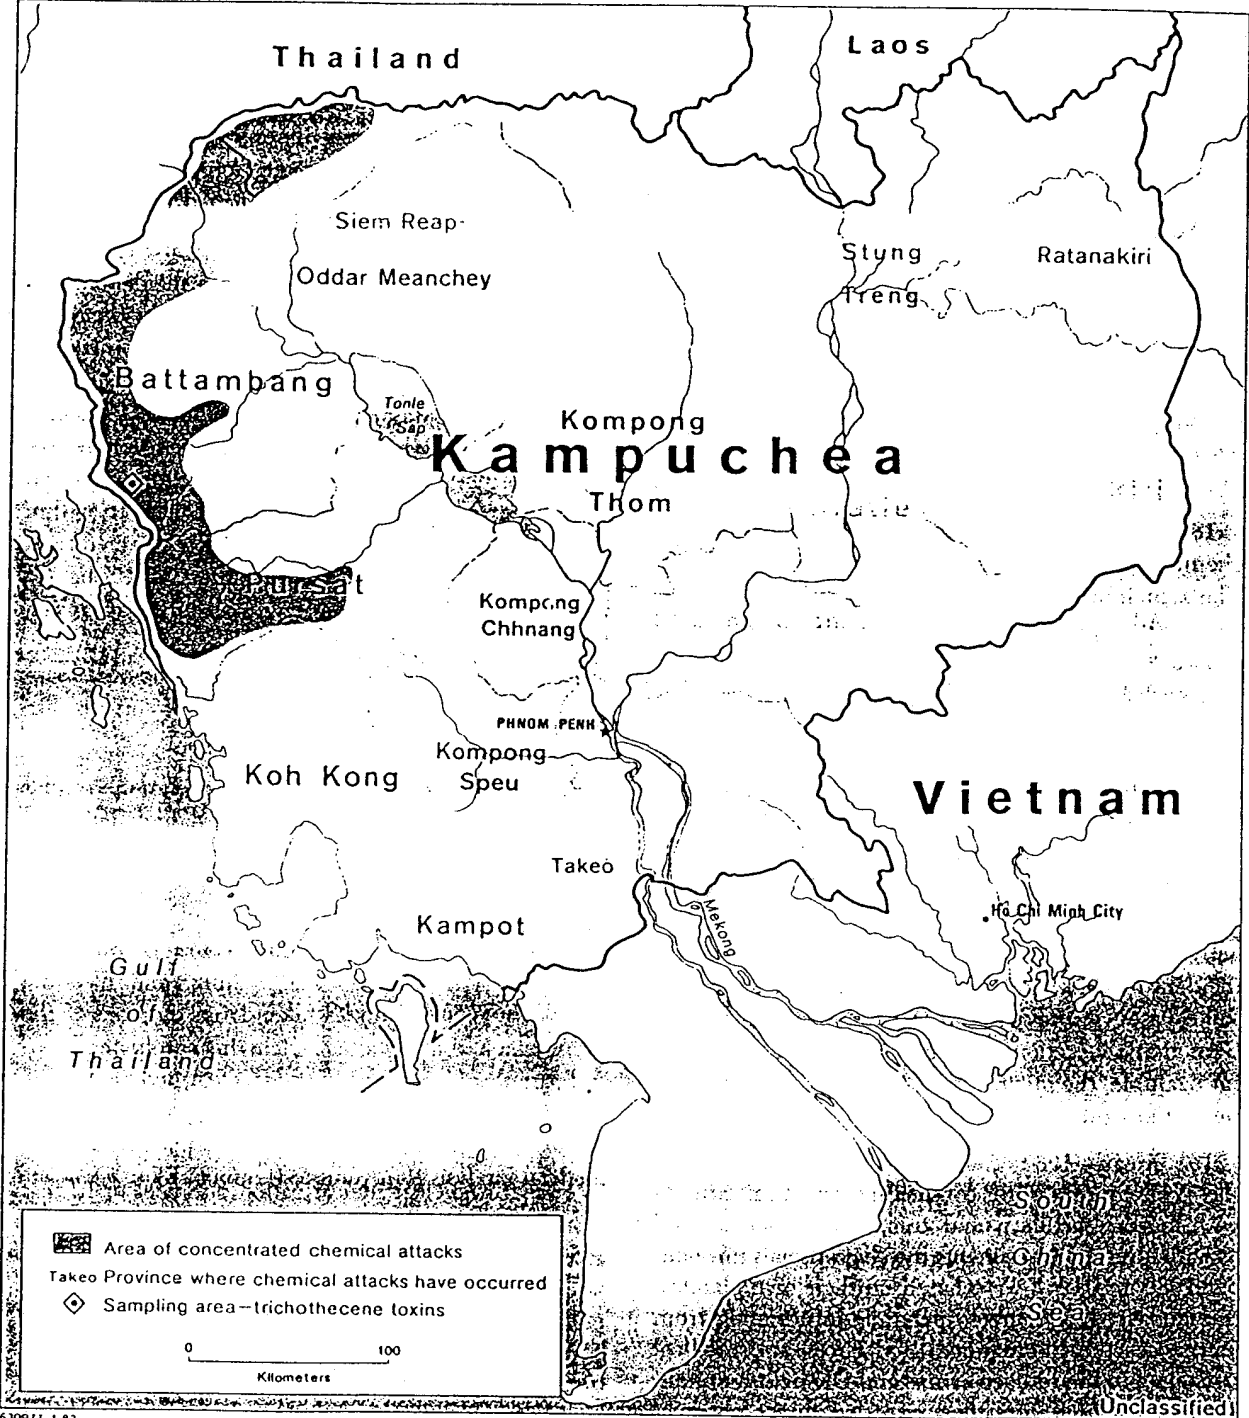 Thailand
Laos
Siem Reap-
Oddar Meanchey
Stung
Treng
Ratanakiri
Battambang
Tonle
Sap
Kompong
Kampuchea
Thom
Pursat
Kompong
Chhnang
PHNOM PENH
Kompong
Speu
Koh Kong
Vietnam
Takeo
Mekong
Ho Chi Minh City
Kampot
Gulf
of
Thailand
South
China
Sea
Area of concentrated chemical attacks
Takeo Province where chemical attacks have occurred
Sampling area—trichothecene toxins
0 100
Kilometers
Unclassified